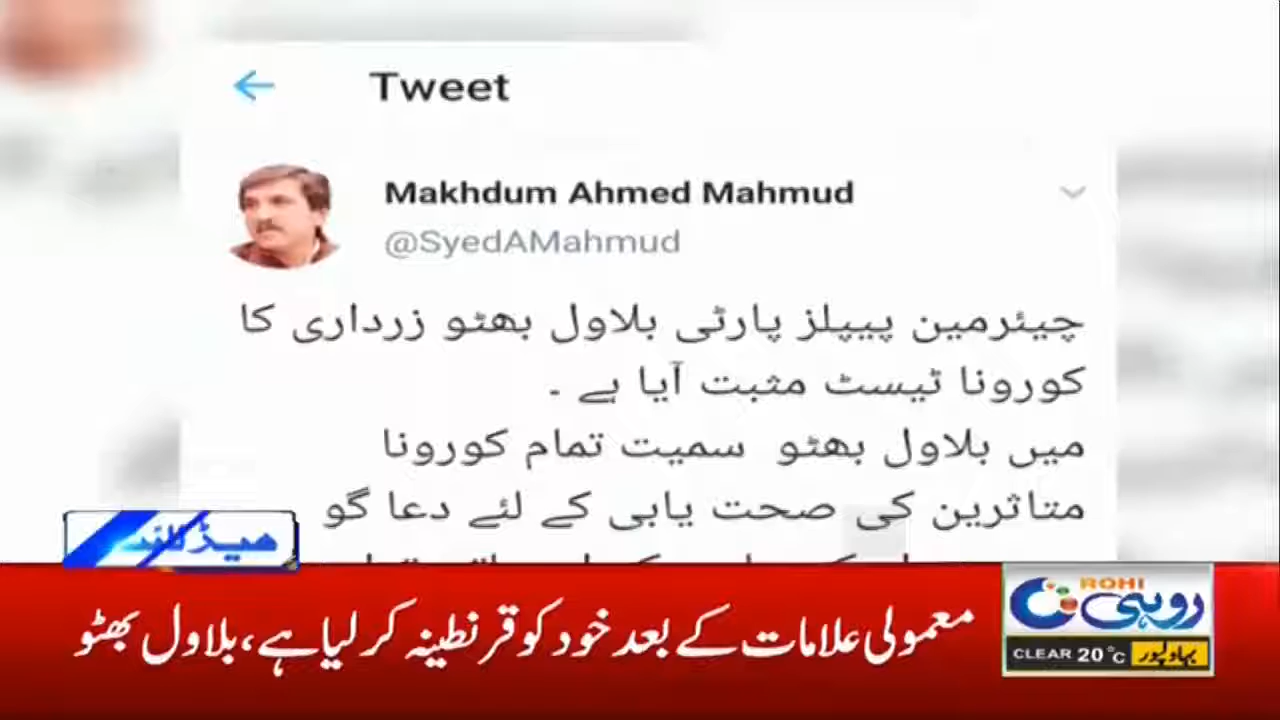 Tweet
Makhdum Ahmed Mahmud
@SyedAMahmud
چیئرمین پیپلز پارٹی بلاول بھٹو زرداری کا
کورونا ٹیسٹ مثبت آیا ہے ۔
میں بلاول بھٹو سمیت تمام کورونا
متاثرین کی صحت یابی کے لئے دعا گو
ہیڈ لائنز
معمولی علامات کے بعد خود کو قرنطینہ کر لیا ہے، بلاول بھٹو
ROHI
روہی
CLEAR 20°C بہاولپور